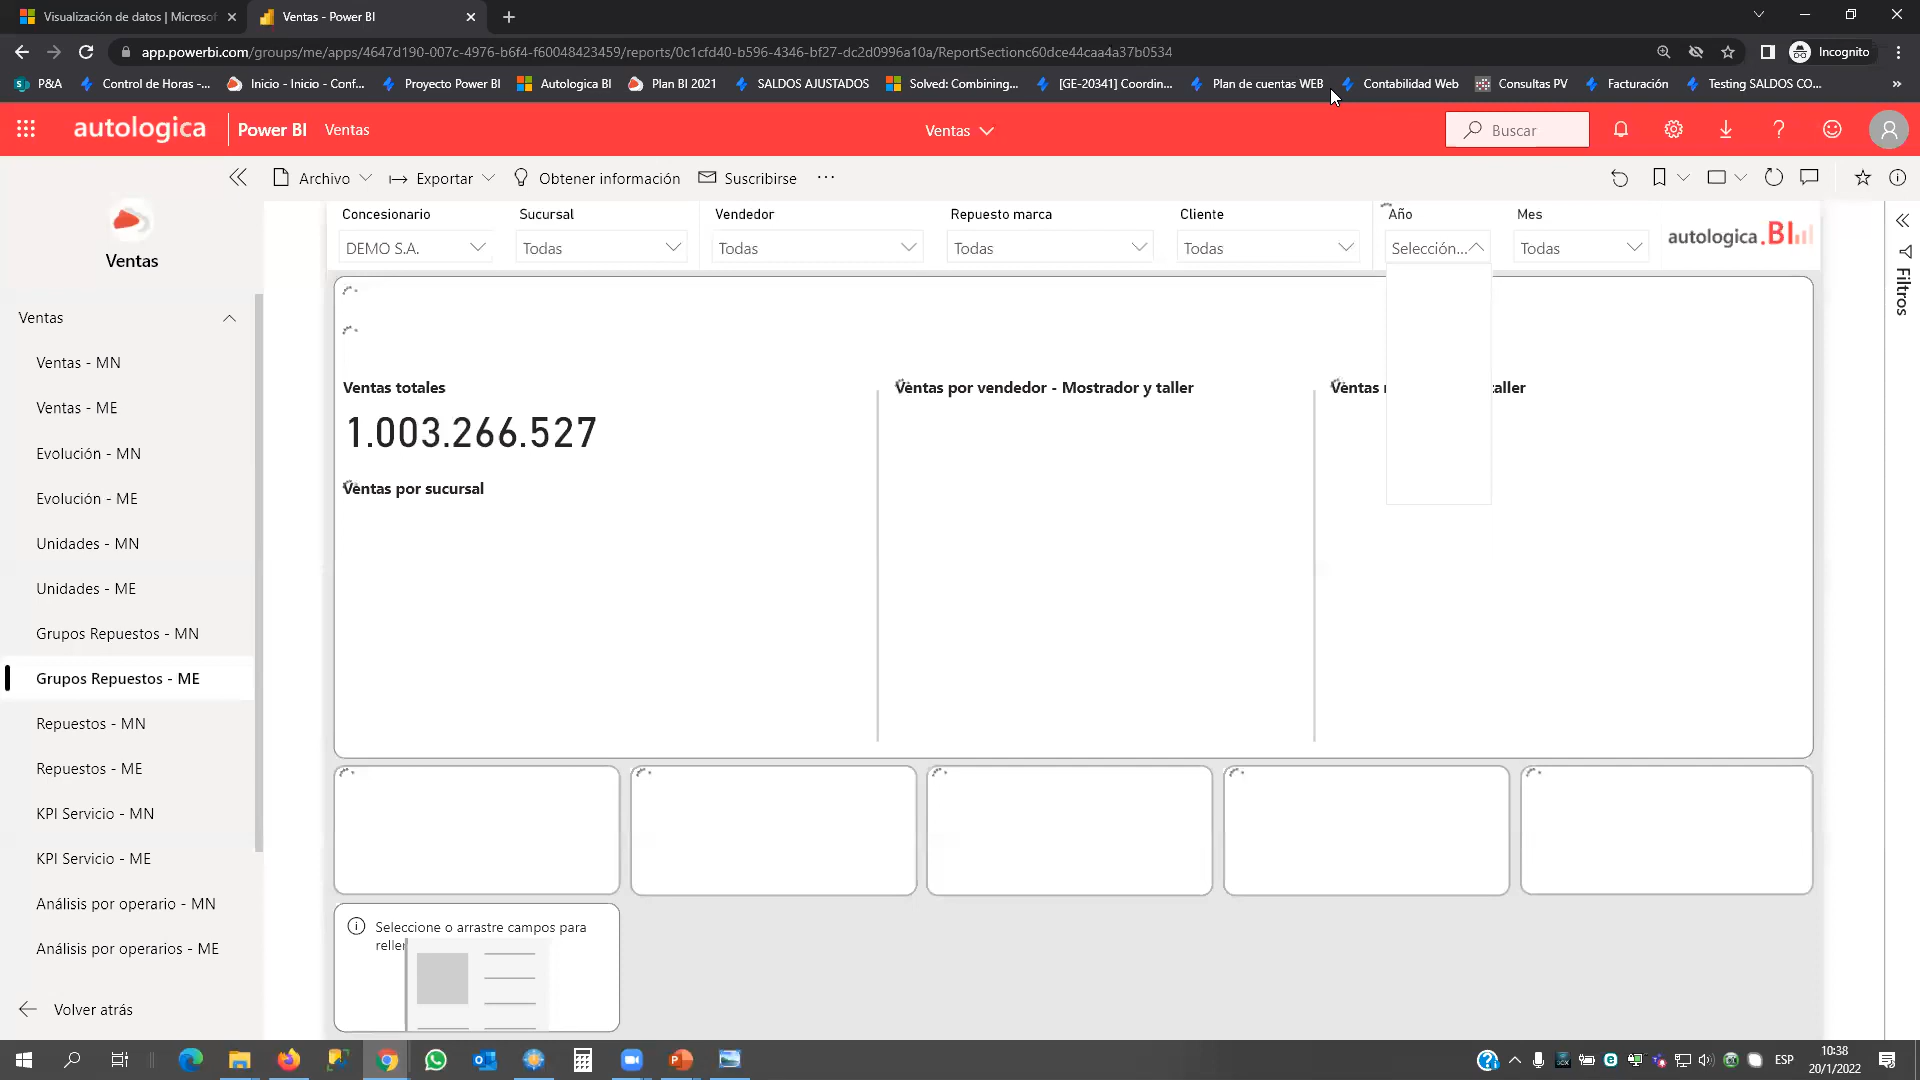 Visualización de datos | Microsof
Ventas - Power BI
app.powerbi.com/groups/me/apps/4647d190-007c-4976-b6f4-f60048423459/reports/0c1cfd40-b596-4346-bf27-dc2d0996a10a/ReportSectionc60dce44caa4a37b0534
Incognito
P&A
Control de Horas -...
Inicio - Inicio - Conf...
Proyecto Power BI
Autologica BI
Plan BI 2021
SALDOS AJUSTADOS
Solved: Combining...
[GE-20341] Coordin...
Plan de cuentas WEB
Contabilidad Web
Consultas PV
Facturación
Testing SALDOS CO...
»
autologica
Power BI
Ventas
Ventas
Buscar
Archivo
Exportar
Obtener información
Suscribirse
...
Ventas
Ventas
Ventas - MN
Ventas - ME
Evolución - MN
Evolución - ME
Unidades - MN
Unidades - ME
Grupos Repuestos - MN
Grupos Repuestos - ME
Repuestos - MN
Repuestos - ME
KPI Servicio - MN
KPI Servicio - ME
Análisis por operario - MN
Análisis por operarios - ME
Volver atrás
Concesionario
DEMO S.A.
Sucursal
Todas
Vendedor
Todas
Repuesto marca
Todas
Cliente
Todas
Año
Selección...
Mes
Todas
autologica.BI
Filtros
Ventas totales
1.003.266.527
Ventas por sucursal
Ventas por vendedor - Mostrador y taller
Ventas
aller
Seleccione o arrastre campos para
reller
ESP
10:38
20/1/2022